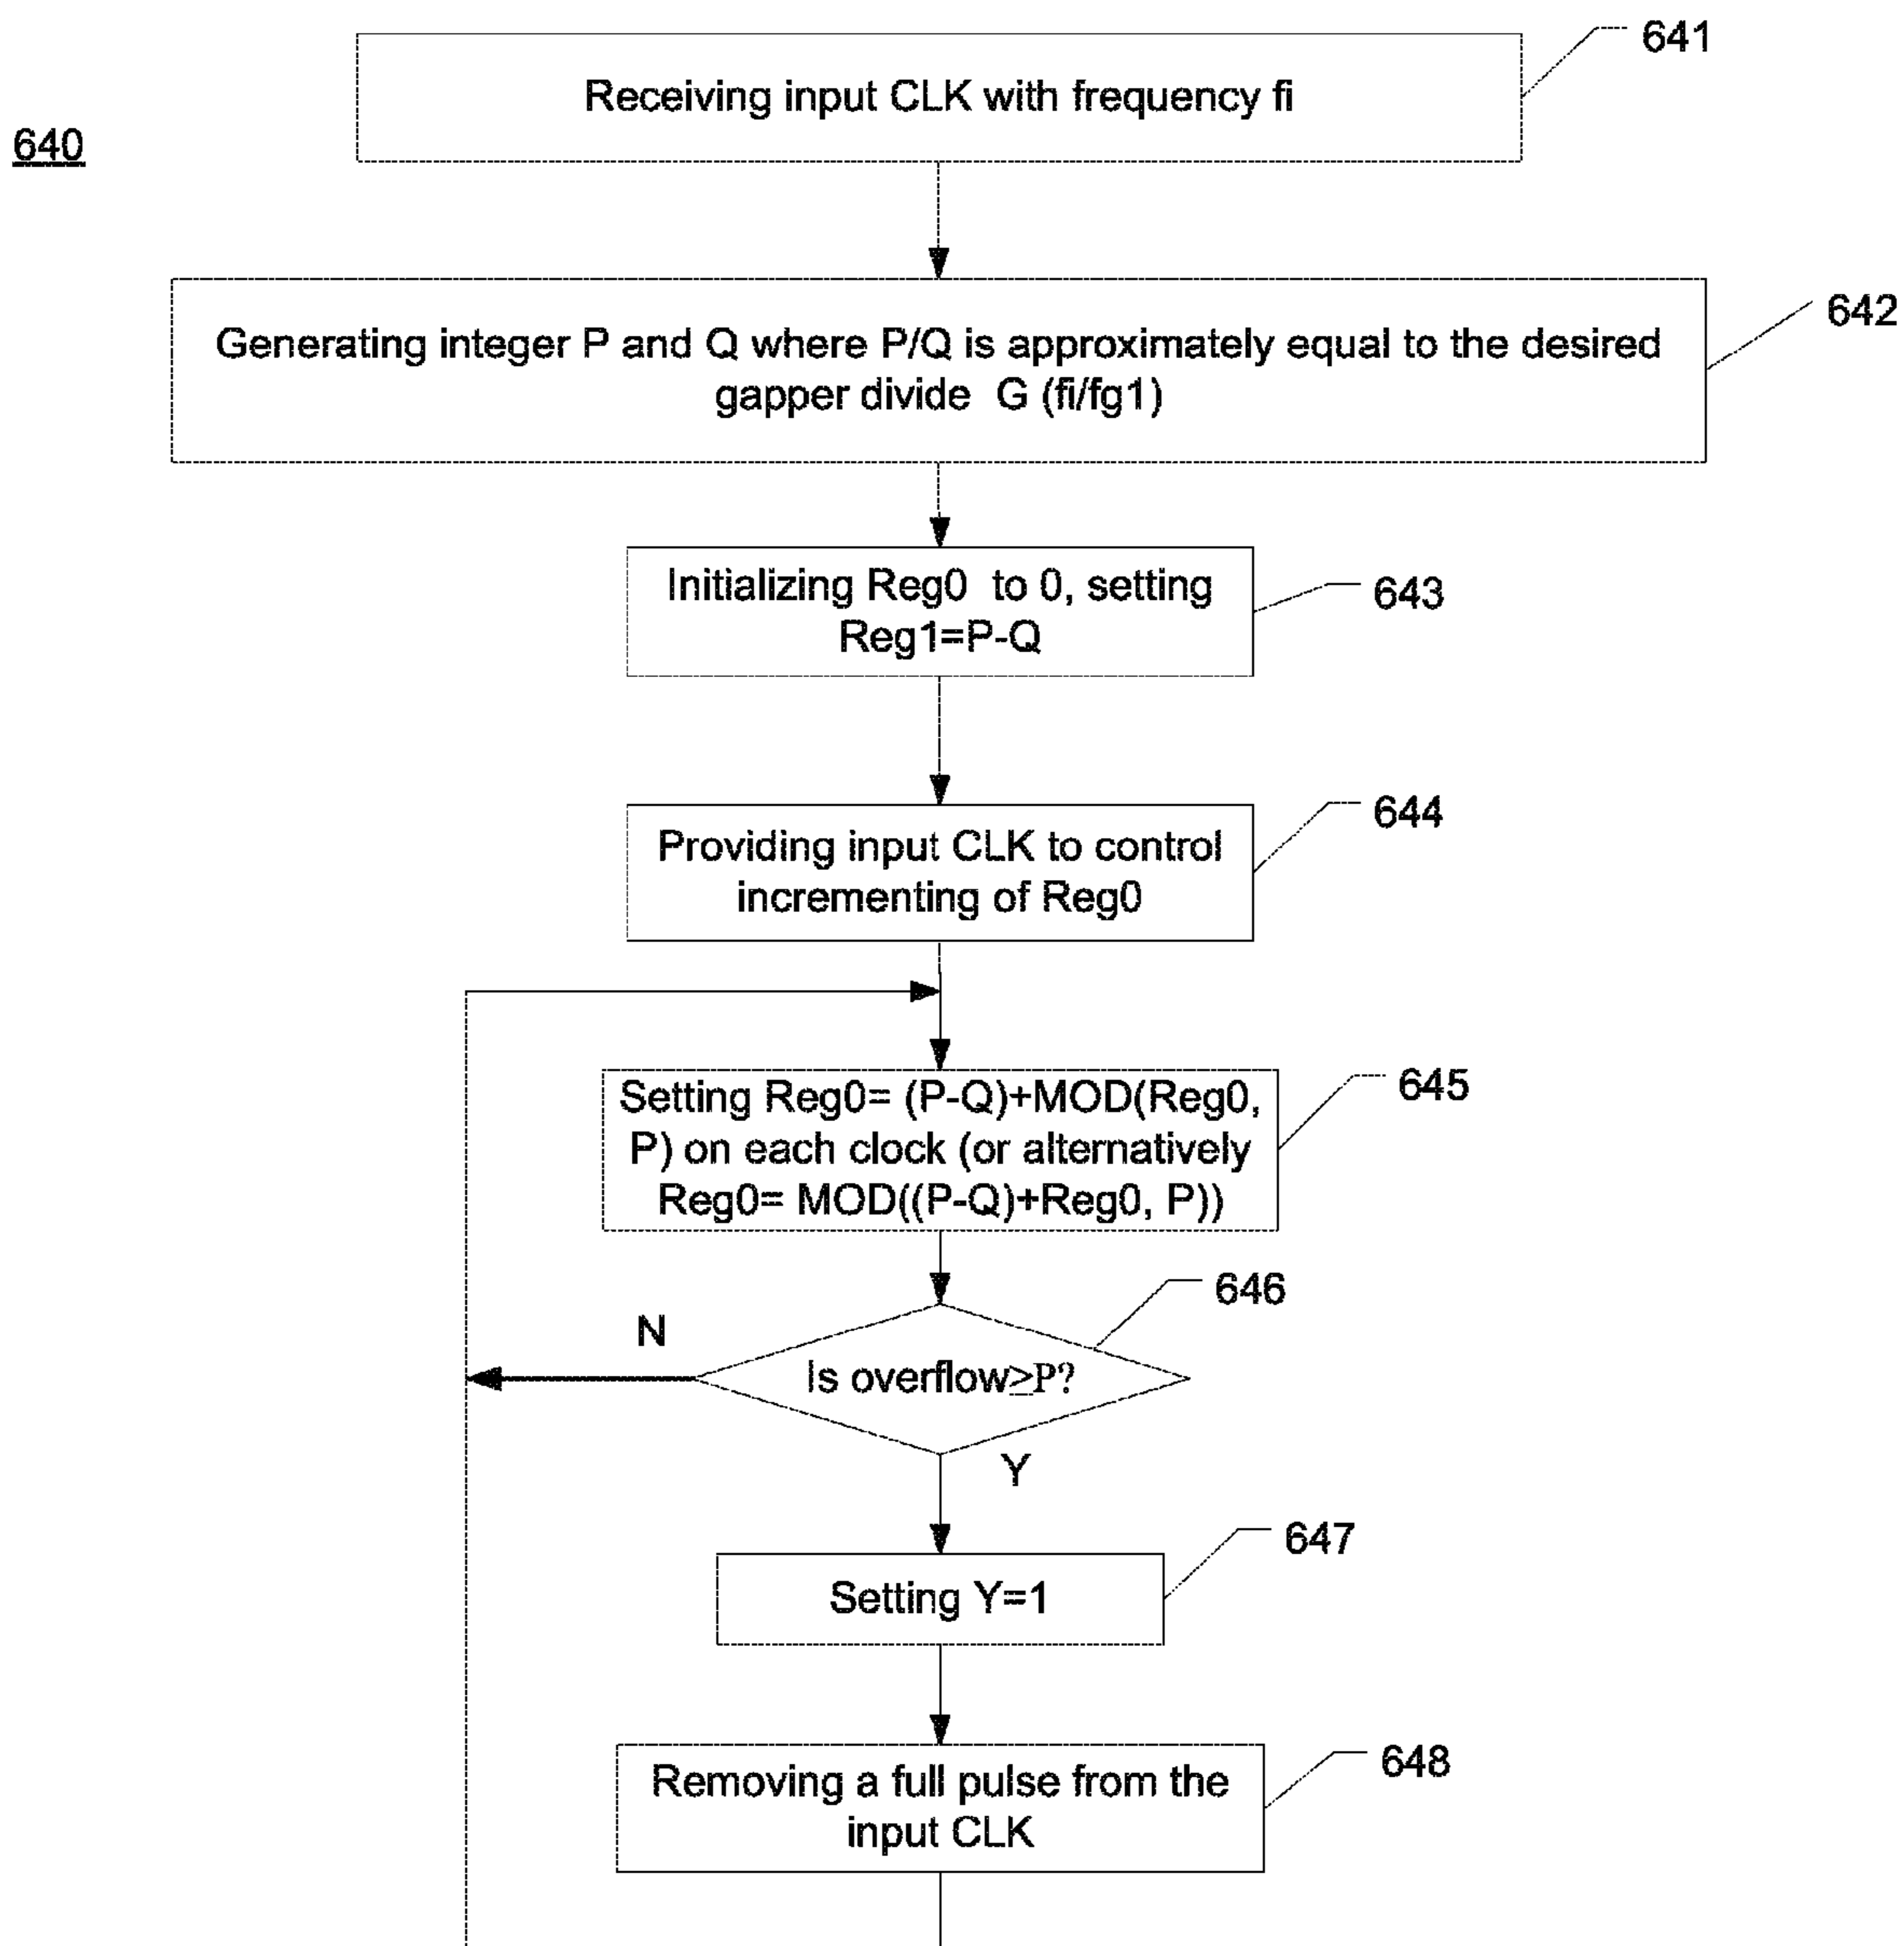 641
Receiving input CLK with frequency fi
640
642
Generating integer P and Q where P/Q is approximately equal to the desired
gapper divide G (fi/fg1)
Initializing Reg0 to 0, setting
Reg1=P-Q
643
644
Providing input CLK to control
incrementing of Reg0
645
Setting Reg0= (P-Q)+MOD(Reg0,
P) on each clock (or alternatively
Reg0= MOD((P-Q)+Reg0, P))
646
N
Is overflow≥P?
Y
647
Setting Y=1
648
Removing a full pulse from the
input CLK